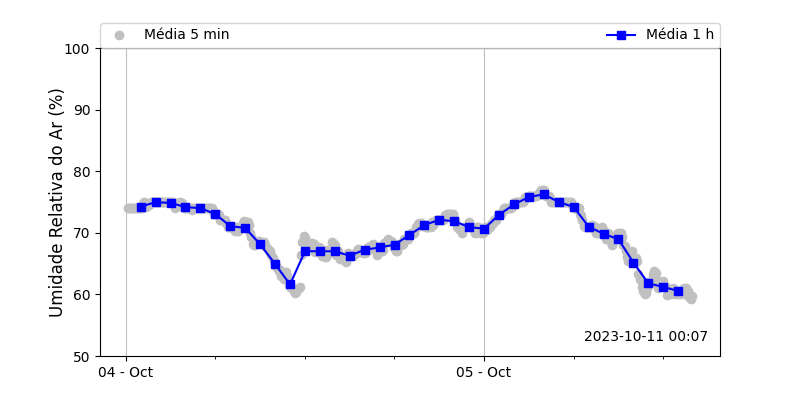 Média 5 min
Média 1 h
Umidade Relativa do Ar (%)
100
90
80
70
60
50
2023-10-11 00:07
04 - Oct
05 - Oct